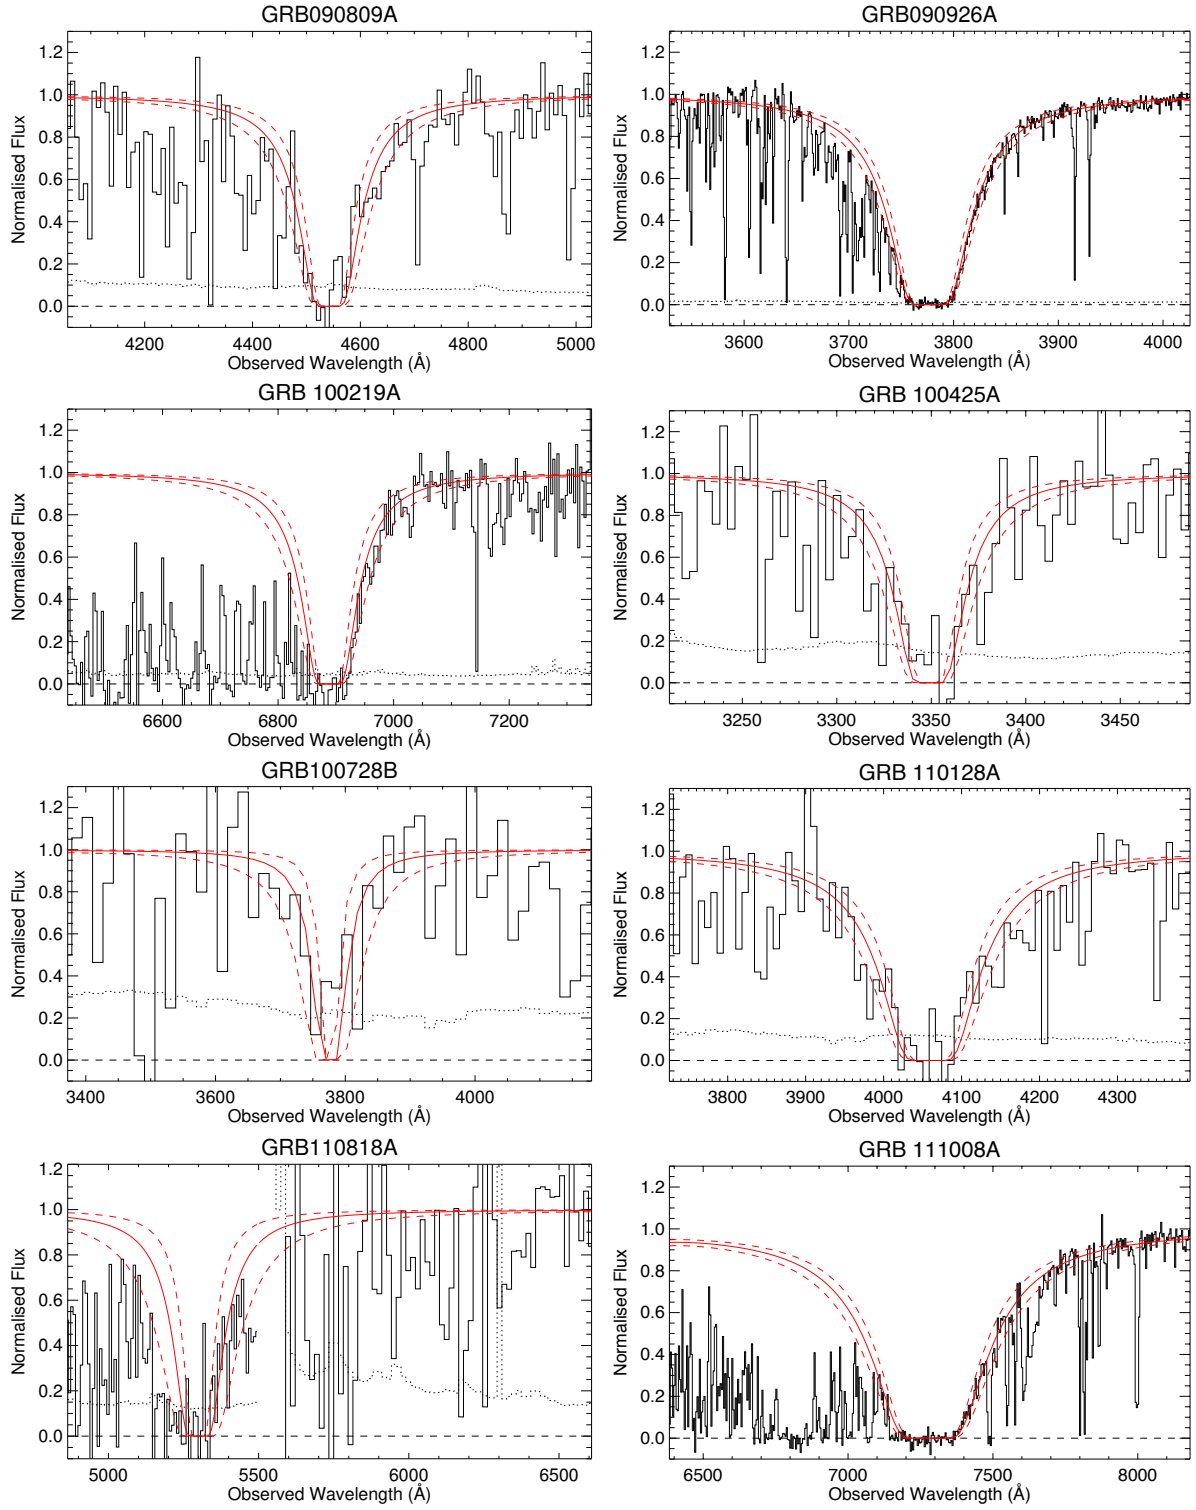 GRB090809A
Normalised Flux
1.2
1.0
0.8
0.6
0.4
0.2
0.0
4200 4400 4600 4800 5000
Observed Wavelength (Å)
GRB090926A
Normalised Flux
1.2
1.0
0.8
0.6
0.4
0.2
0.0
3600 3700 3800 3900 4000
Observed Wavelength (Å)
GRB 100219A
Normalised Flux
1.2
1.0
0.8
0.6
0.4
0.2
0.0
6600 6800 7000 7200
Observed Wavelength (Å)
GRB 100425A
Normalised Flux
1.2
1.0
0.8
0.6
0.4
0.2
0.0
3250 3300 3350 3400 3450
Observed Wavelength (Å)
GRB100728B
Normalised Flux
1.2
1.0
0.8
0.6
0.4
0.2
0.0
3400 3600 3800 4000
Observed Wavelength (Å)
GRB 110128A
Normalised Flux
1.2
1.0
0.8
0.6
0.4
0.2
0.0
3800 3900 4000 4100 4200 4300
Observed Wavelength (Å)
GRB110818A
Normalised Flux
1.2
1.0
0.8
0.6
0.4
0.2
0.0
5000 5500 6000 6500
Observed Wavelength (Å)
GRB 111008A
Normalised Flux
1.2
1.0
0.8
0.6
0.4
0.2
0.0
6500 7000 7500 8000
Observed Wavelength (Å)